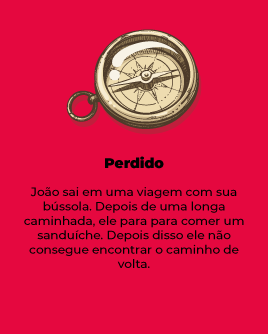 Perdido
João sai em uma viagem com sua
bússola. Depois de uma longa
caminhada, ele para para comer um
sanduíche. Depois disso ele não
consegue encontrar o caminho de
volta.